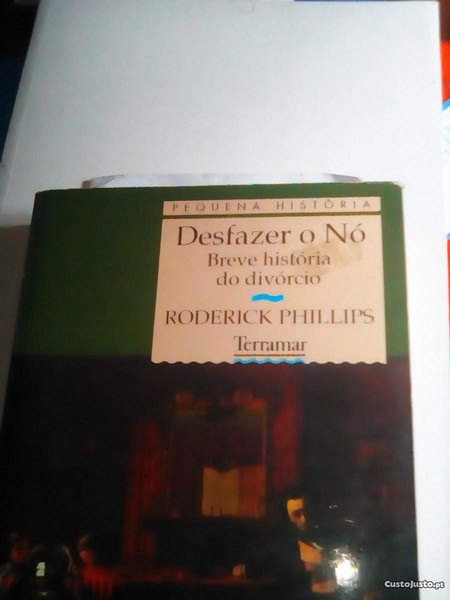 PEQUENA HISTÓRIA
Desfazer o Nó
Breve história
do divórcio
RODERICK PHILLIPS
Terramar
CustoJusto.pt